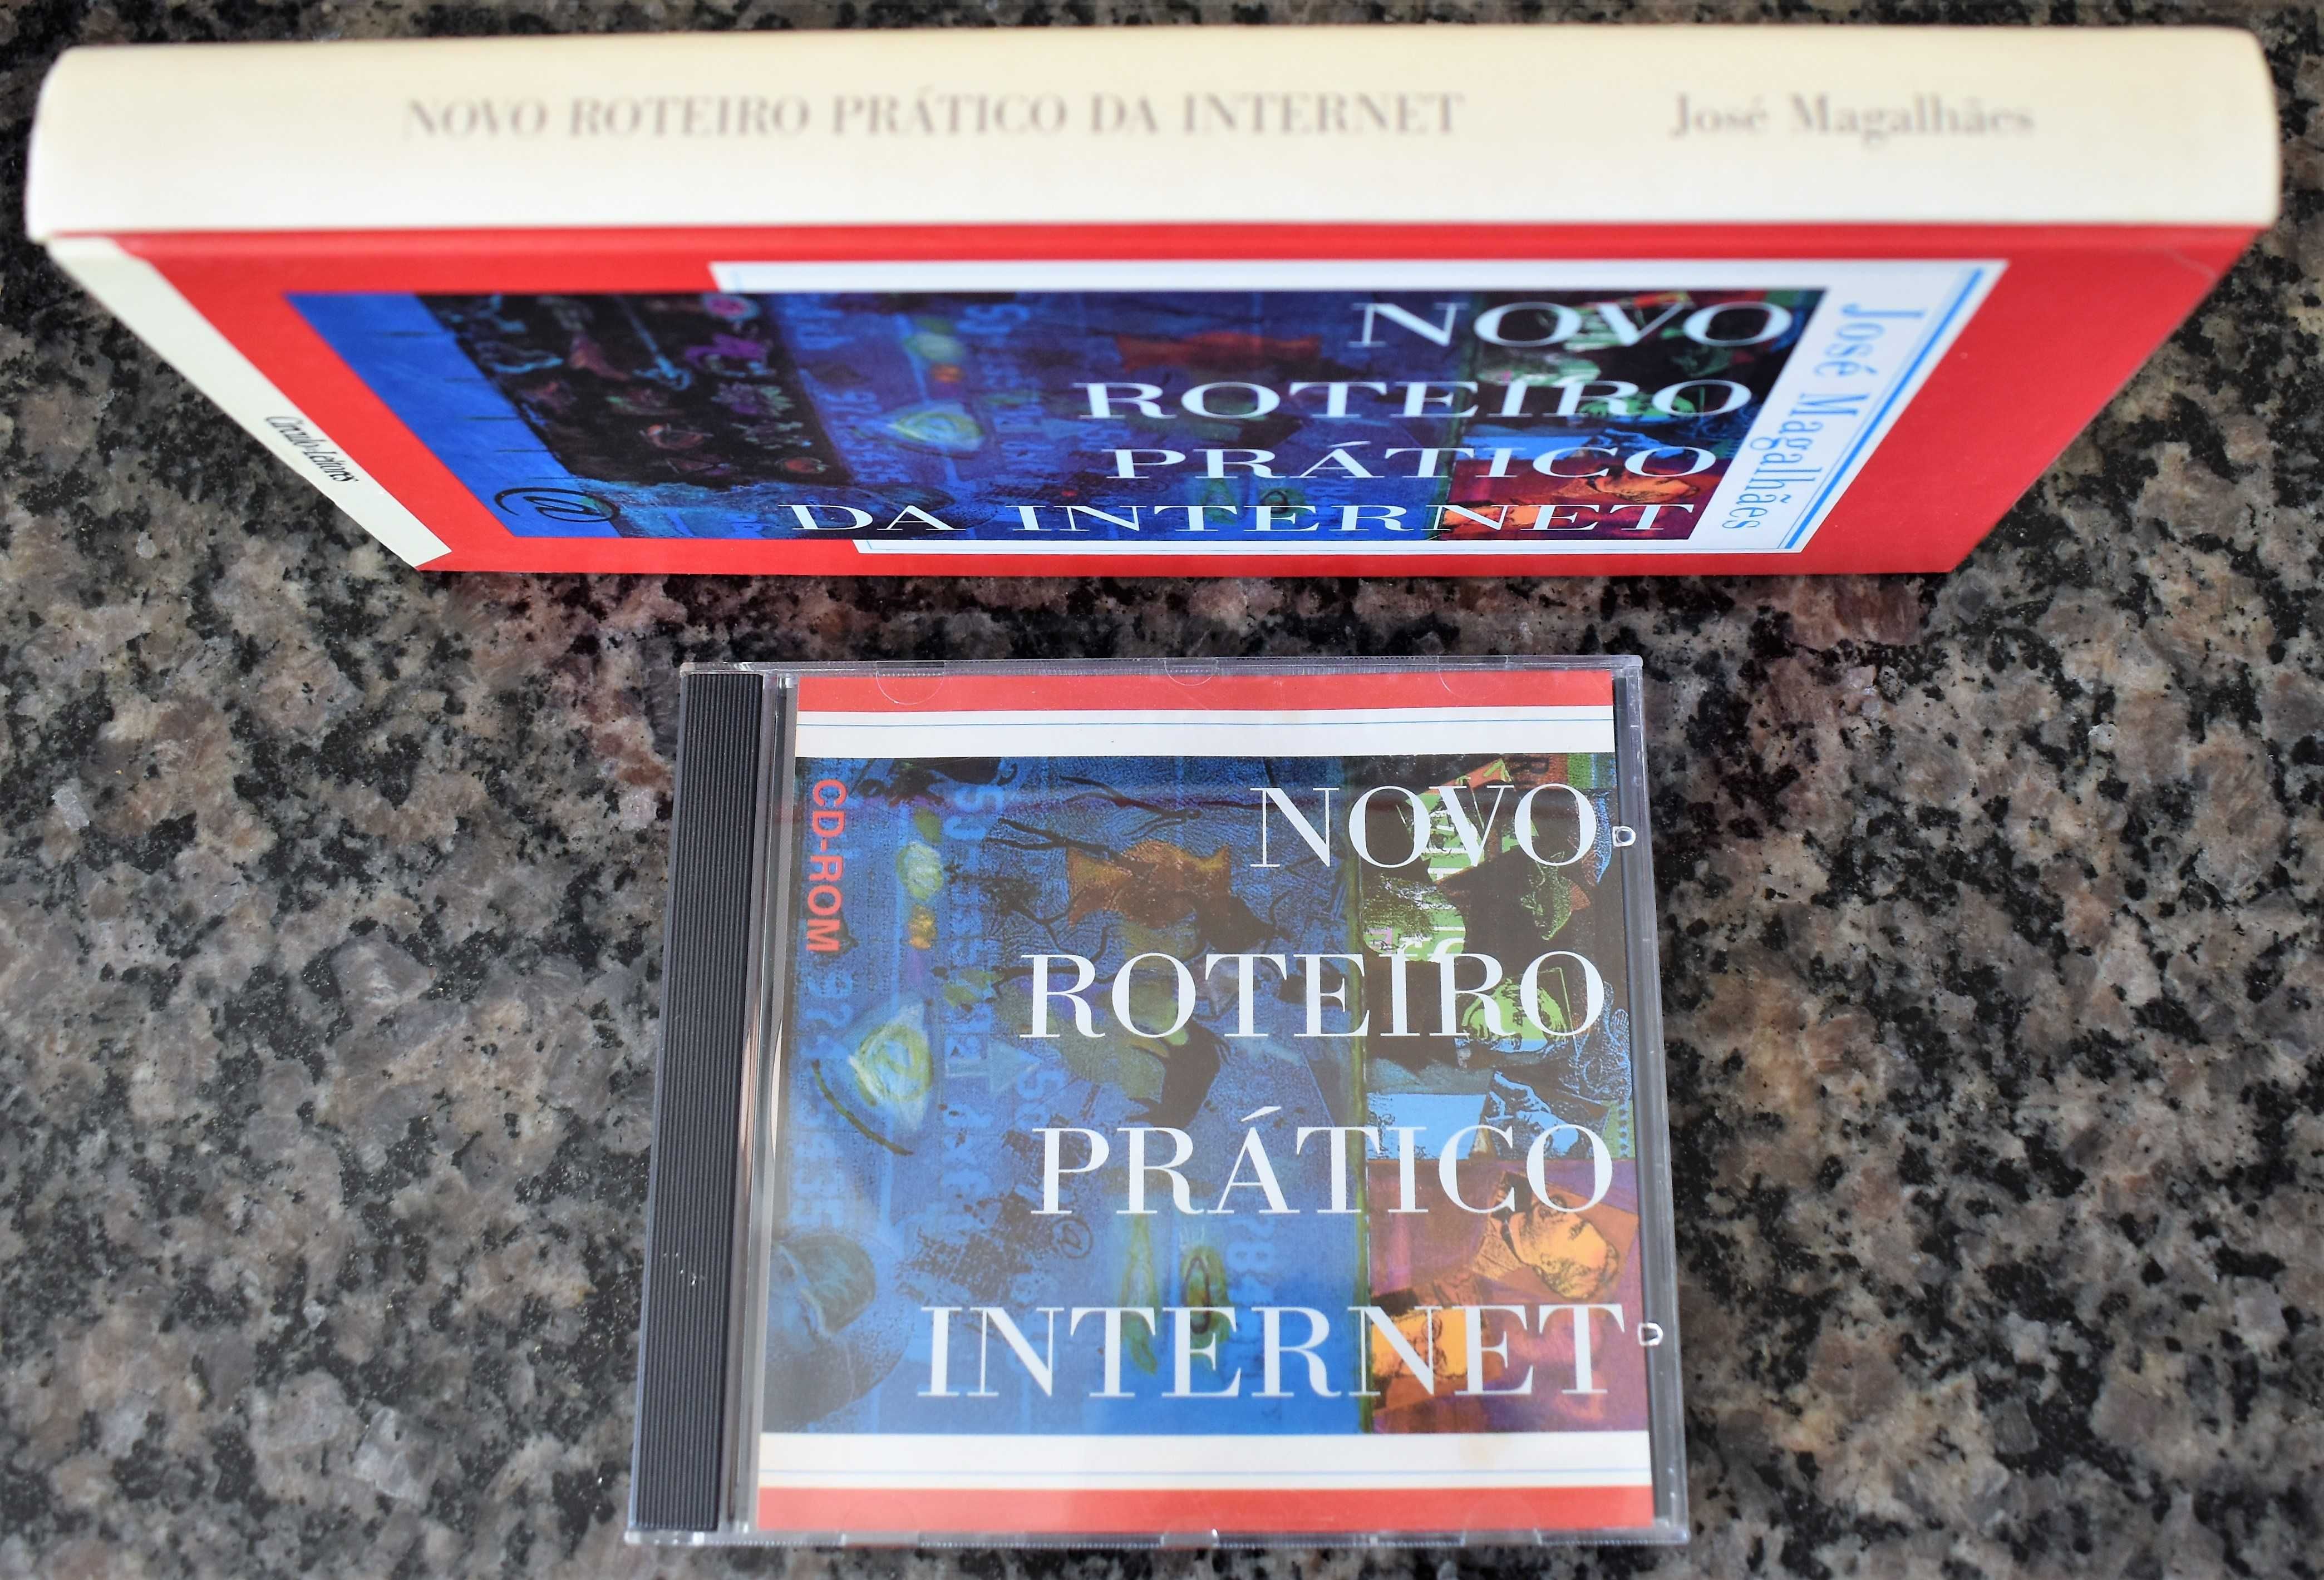 NOVO ROTEIRO PRÁTICO DA INTERNET José Magalhães
José Magalhães
NOVO
ROTEIRO
PRÁTICO
DA INTERNET
@
Círculo Leitores
CD-ROM
NOVO
ROTEIRO
PRÁTICO
INTERNET